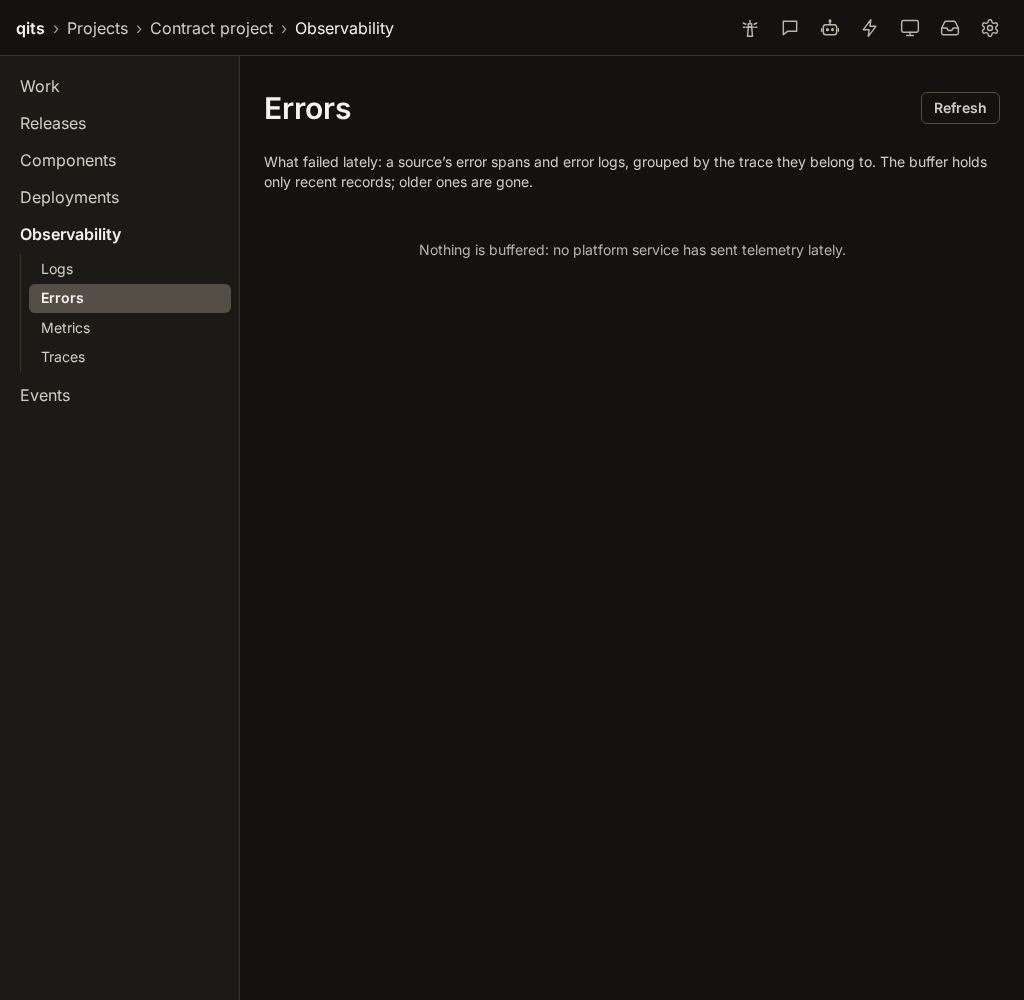 qits › Projects › Contract project › Observability
Work
Releases
Components
Deployments
Observability
Logs
Errors
Metrics
Traces
Events
Errors
Refresh
What failed lately: a source’s error spans and error logs, grouped by the trace they belong to. The buffer holds
only recent records; older ones are gone.
Nothing is buffered: no platform service has sent telemetry lately.